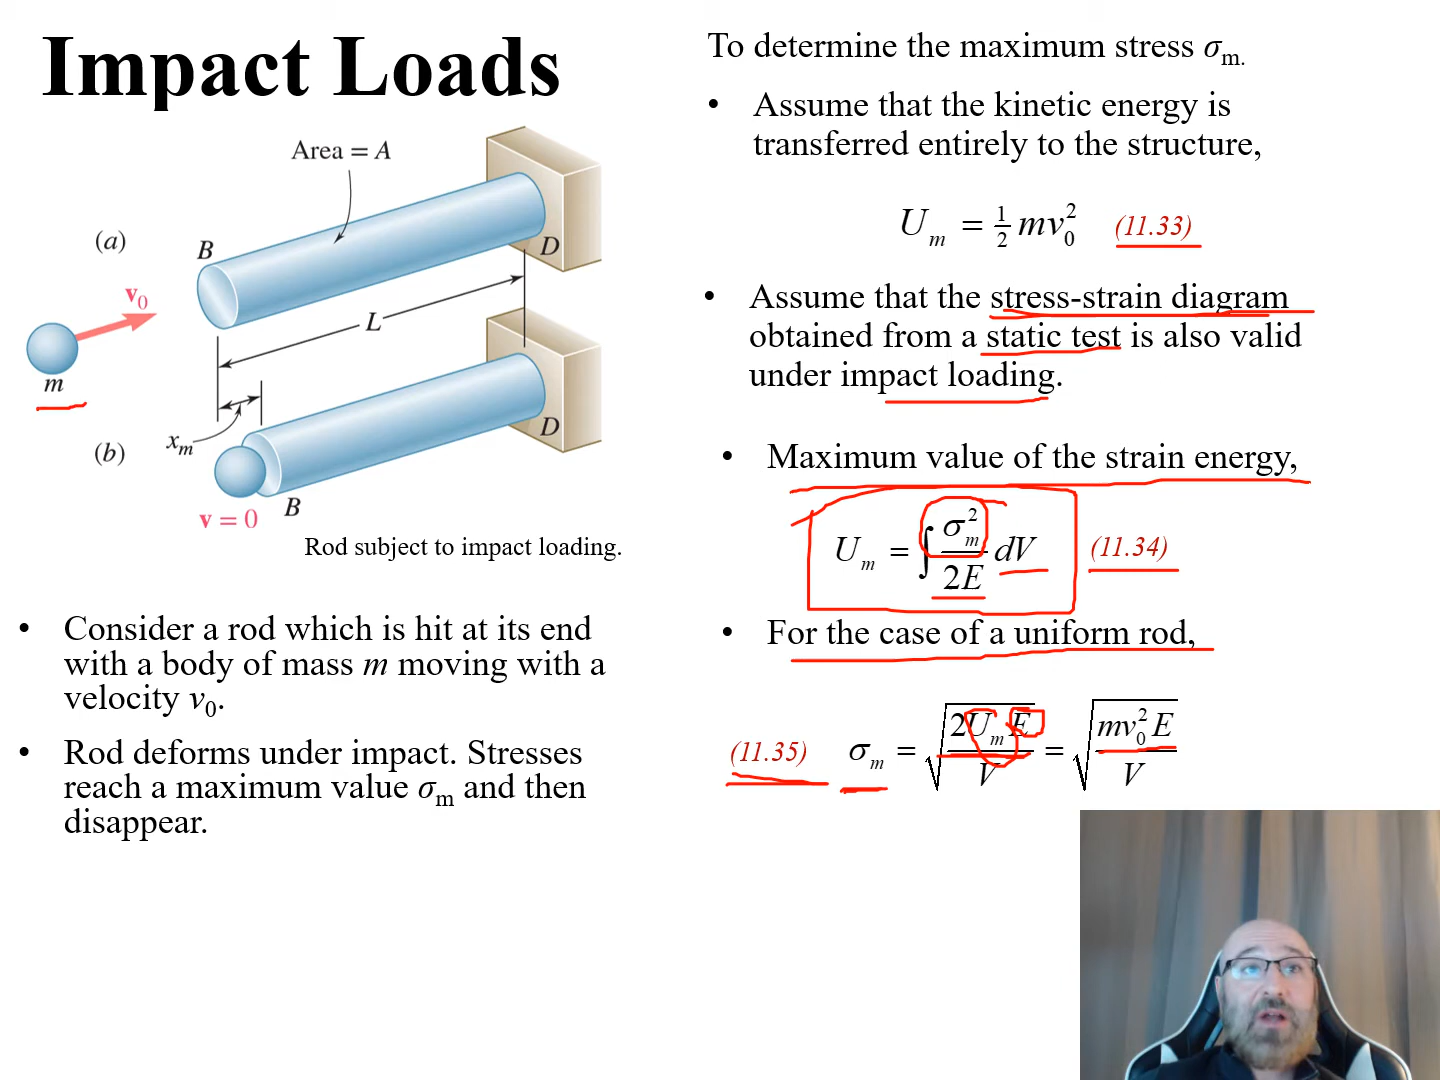 Impact Loads
Area = A
(a)
B
D
v₀
L
m
xₘ
(b)
D
B
v = 0
Rod subject to impact loading.
• Consider a rod which is hit at its end
with a body of mass m moving with a
velocity v₀.
• Rod deforms under impact. Stresses
reach a maximum value σₘ and then
disappear.
To determine the maximum stress σₘ.
• Assume that the kinetic energy is
transferred entirely to the structure,
Uₘ = ½ mv₀² (11.33)
• Assume that the stress-strain diagram
obtained from a static test is also valid
under impact loading.
• Maximum value of the strain energy,
Uₘ = ∫ σₘ²/2E dV (11.34)
• For the case of a uniform rod,
(11.35) σₘ = √(2UₘE/V) = √(mv₀²E/V)